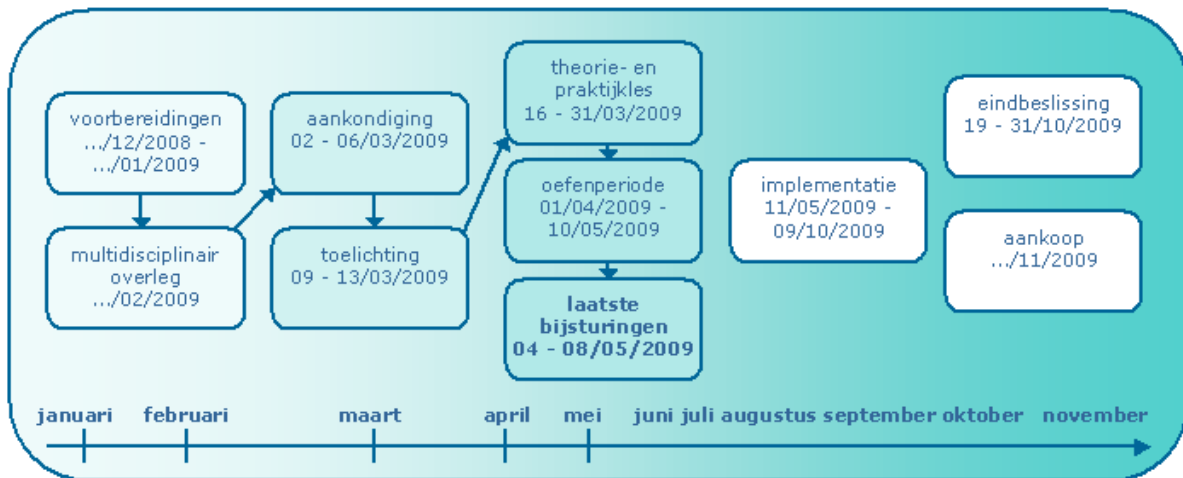 voorbereidingen
.../12/2008 -
.../01/2009
multidisciplinair
overleg
.../02/2009
aankondiging
02 - 06/03/2009
toelichting
09 - 13/03/2009
theorie- en
praktijkles
16 - 31/03/2009
oefenperiode
01/04/2009 -
10/05/2009
laatste
bijsturingen
04 - 08/05/2009
implementatie
11/05/2009 -
09/10/2009
eindbeslissing
19 - 31/10/2009
aankoop
.../11/2009
januari februari maart april mei juni juli augustus september oktober november